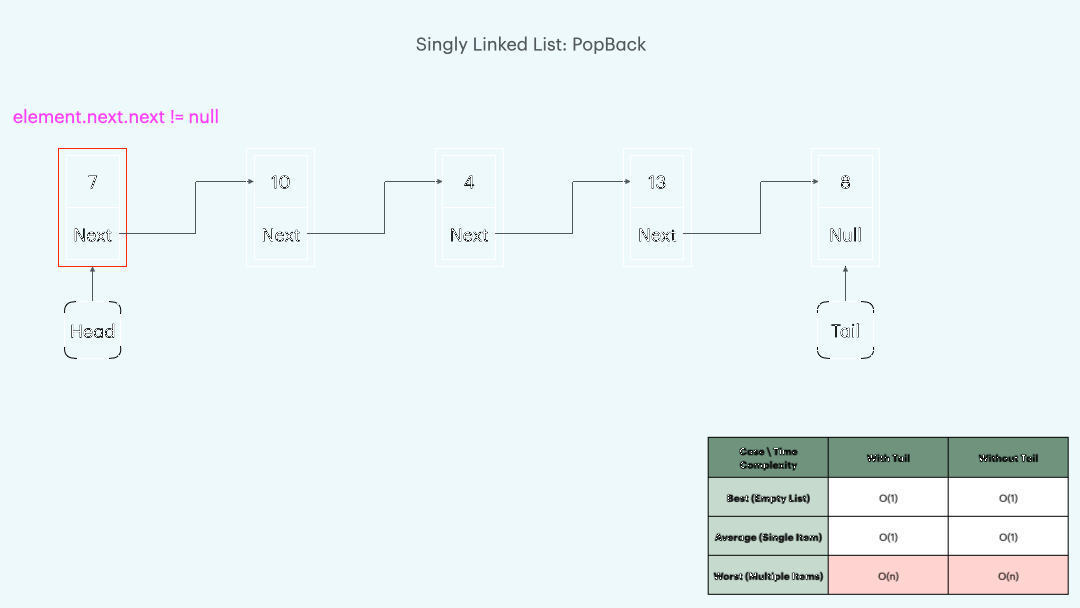 Singly Linked List: PopBack
element.next.next != null
7
10
4
13
8
Next
Next
Next
Next
Null
Head
Tail
Case \ Time
Complexity
With Tail
Without Tail
Best (Empty List)
O(1)
O(1)
Average (Single Item)
O(1)
O(1)
Worst (Multiple Items)
O(n)
O(n)